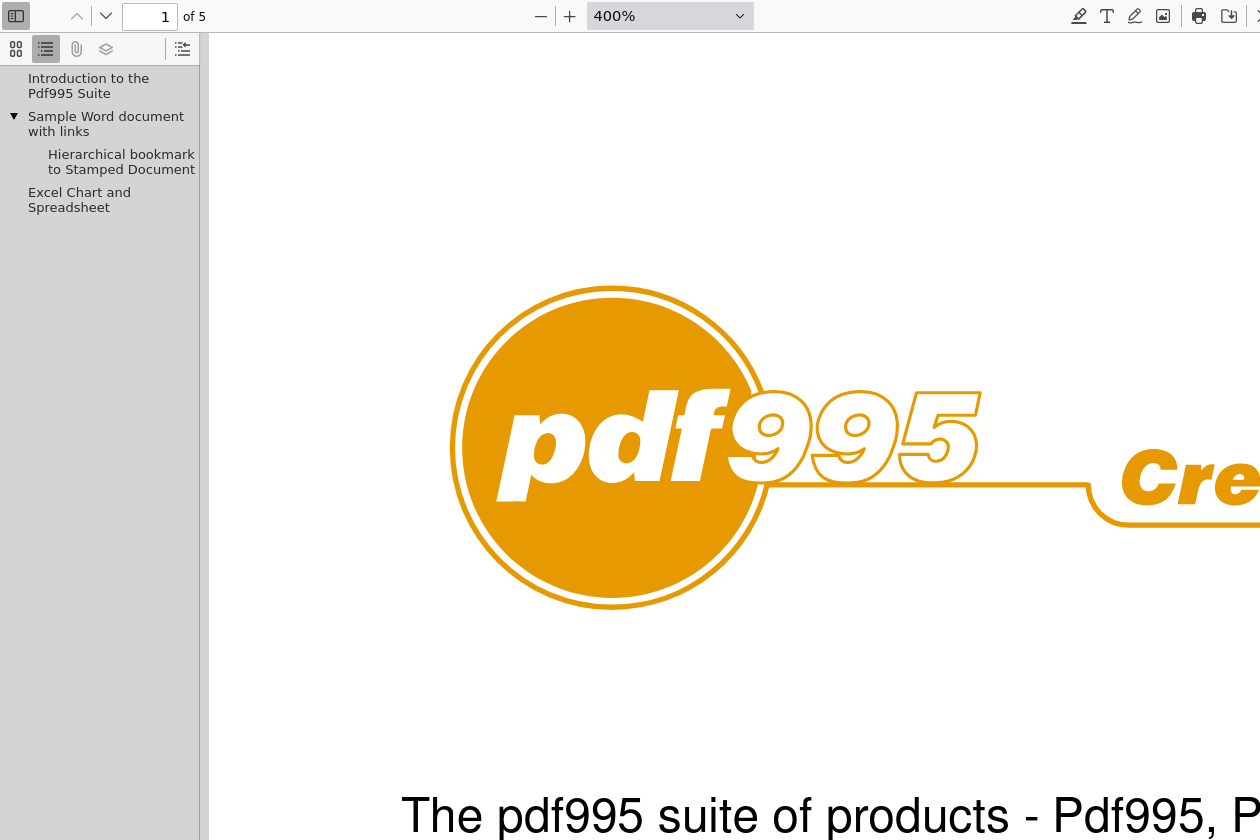 1 of 5
400%
Introduction to the
Pdf995 Suite
Sample Word document
with links
Hierarchical bookmark
to Stamped Document
Excel Chart and
Spreadsheet
pdf995
Cre
The pdf995 suite of products - Pdf995, P